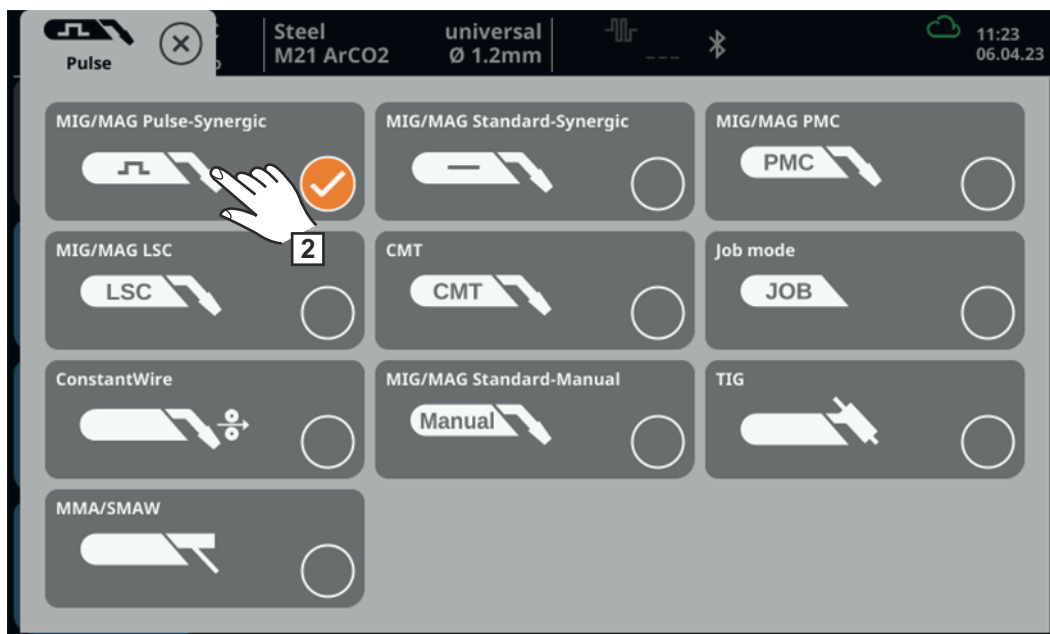 Pulse
Steel universal
M21 ArCO2 Ø 1.2mm
---
11:23
06.04.23
MIG/MAG Pulse-Synergic
MIG/MAG Standard-Synergic
MIG/MAG PMC
PMC
2
MIG/MAG LSC
CMT
Job mode
LSC
CMT
JOB
ConstantWire
MIG/MAG Standard-Manual
TIG
Manual
MMA/SMAW